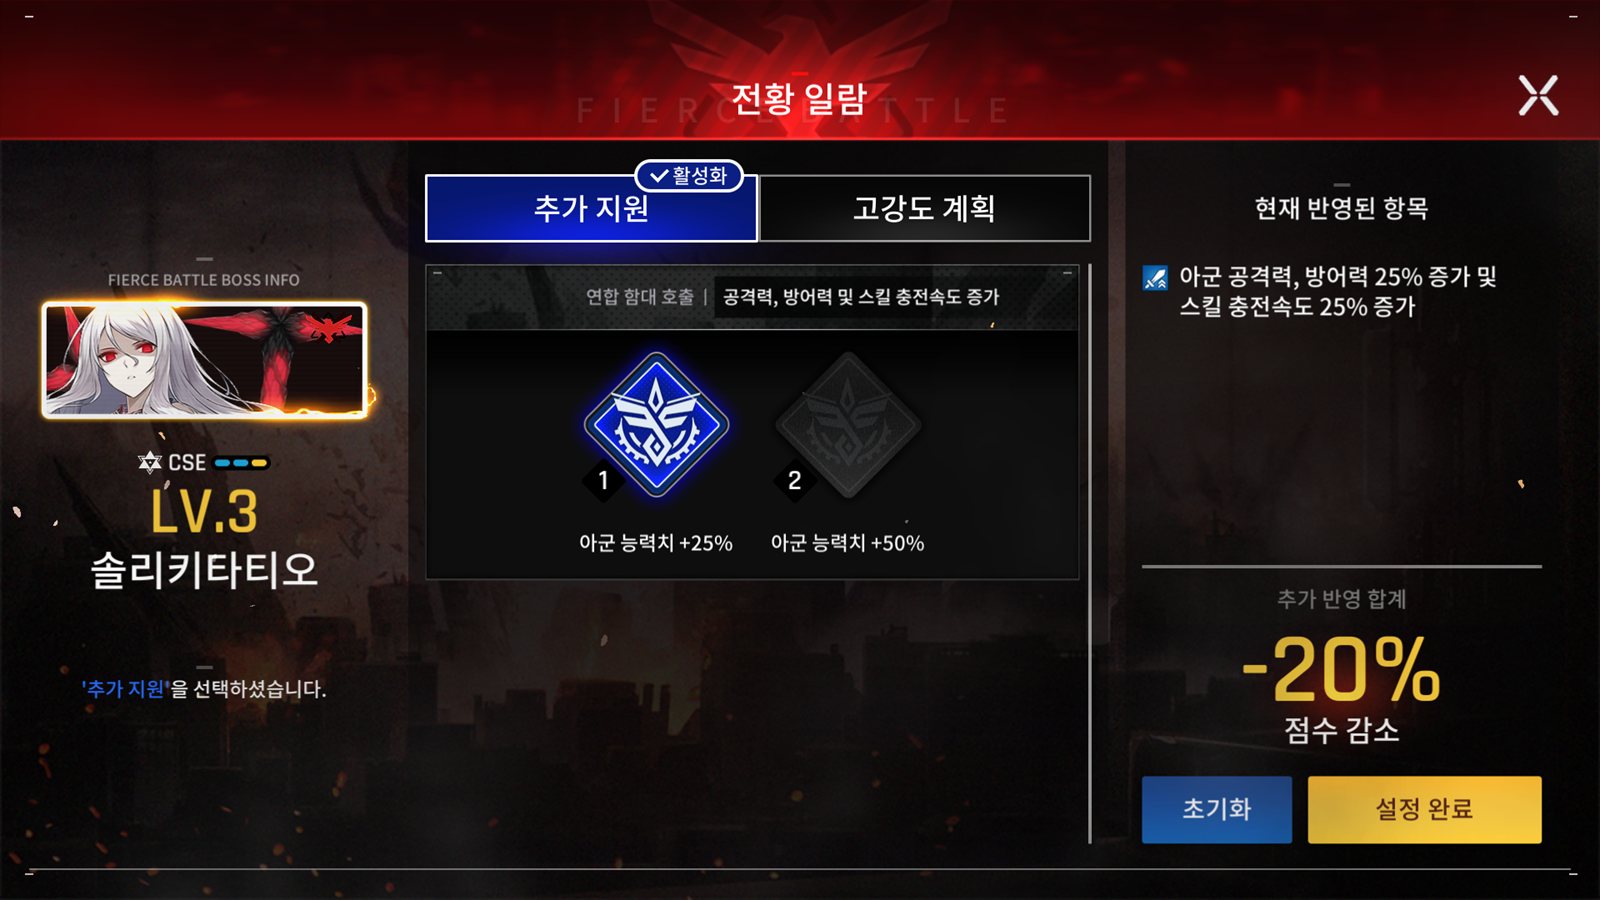 FIERCE BATTLE
전황 일람
활성화
추가 지원
고강도 계획
FIERCE BATTLE BOSS INFO
CSE
LV.3
솔리키타티오
'추가 지원'을 선택하셨습니다.
연합 함대 호출 | 공격력, 방어력 및 스킬 충전속도 증가
1
2
아군 능력치 +25%
아군 능력치 +50%
현재 반영된 항목
아군 공격력, 방어력 25% 증가 및
스킬 충전속도 25% 증가
추가 반영 합계
-20%
점수 감소
초기화
설정 완료